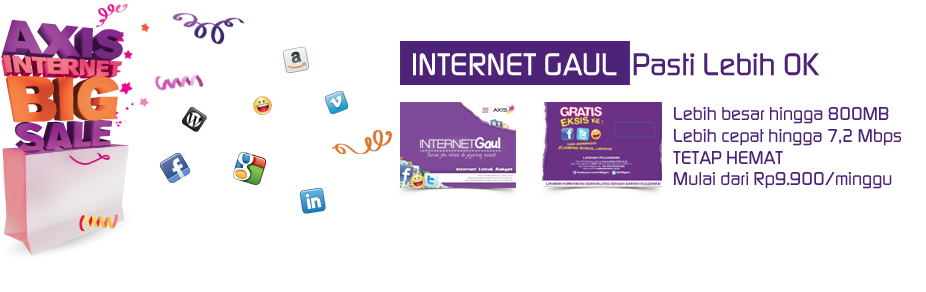 AXIS
INTERNET
BIG
SALE
INTERNET GAUL Pasti Lebih OK
AXIS
INTERNETGaul
Internet Untuk Rakyat
GRATIS
EKSIS KE :
Lebih besar hingga 800MB
Lebih cepat hingga 7,2 Mbps
TETAP HEMAT
Mulai dari Rp9.900/minggu